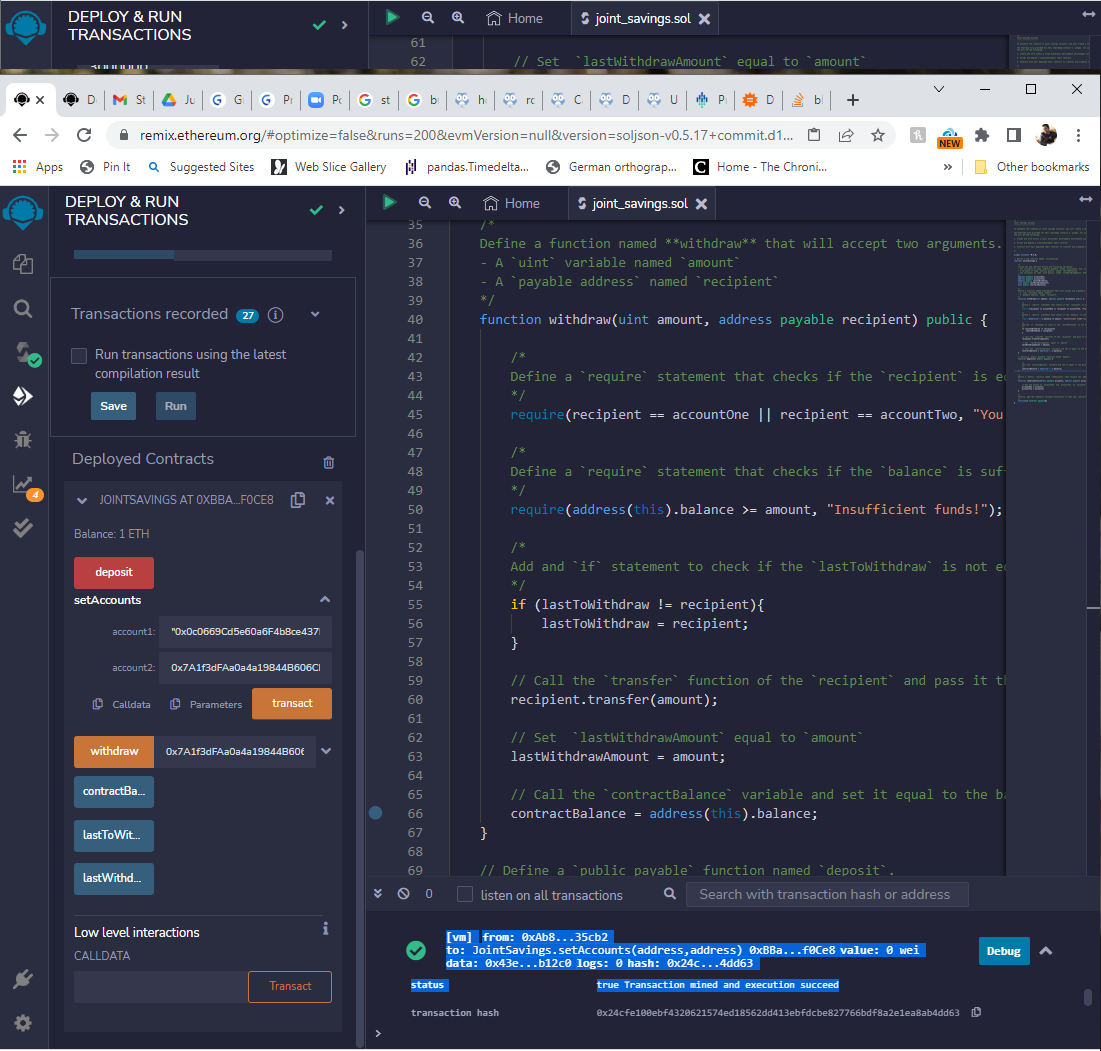 DEPLOY & RUN
TRANSACTIONS
Home
joint_savings.sol
61
62 // Set `lastWithdrawAmount` equal to `amount`
D
St
Ju
G
G
Pr
Pc
st
b
h
rc
C
D
U
P
D
bl
remix.ethereum.org/#optimize=false&runs=200&evmVersion=null&version=soljson-v0.5.17+commit.d1...
NEW
Apps
Pin It
Suggested Sites
Web Slice Gallery
pandas.Timedelta...
German orthograp...
Home - The Chroni...
»
Other bookmarks
DEPLOY & RUN
TRANSACTIONS
Home
joint_savings.sol
Transactions recorded 27
Run transactions using the latest
compilation result
Save
Run
Deployed Contracts
4
JOINTSAVINGS AT 0XBBA...F0CE8
Balance: 1 ETH
deposit
setAccounts
account1: "0x0c0669Cd5e60a6F4b8ce437
account2: 0x7A1f3dFAa0a4a19844B606C
Calldata
Parameters
transact
withdraw
0x7A1f3dFAa0a4a19844B606
contractBa...
lastToWit...
lastWithd...
Low level interactions
CALLDATA
Transact
35 /*
36 Define a function named **withdraw** that will accept two arguments.
37 - A `uint` variable named `amount`
38 - A `payable address` named `recipient`
39 */
40 function withdraw(uint amount, address payable recipient) public {
41
42 /*
43 Define a `require` statement that checks if the `recipient` is e
44 */
45 require(recipient == accountOne || recipient == accountTwo, "You
46
47 /*
48 Define a `require` statement that checks if the `balance` is suf
49 */
50 require(address(this).balance >= amount, "Insufficient funds!");
51
52 /*
53 Add and `if` statement to check if the `lastToWithdraw` is not e
54 */
55 if (lastToWithdraw != recipient){
56 lastToWithdraw = recipient;
57 }
58
59 // Call the `transfer` function of the `recipient` and pass it t
60 recipient.transfer(amount);
61
62 // Set `lastWithdrawAmount` equal to `amount`
63 lastWithdrawAmount = amount;
64
65 // Call the `contractBalance` variable and set it equal to the b
66 contractBalance = address(this).balance;
67 }
68
69 // Define a `public payable` function named `deposit`.
0
listen on all transactions
Search with transaction hash or address
[vm] from: 0xAb8...35cb2
to: JointSavings.setAccounts(address,address) 0xBBa...f0Ce8 value: 0 wei
data: 0x43e...b12c0 logs: 0 hash: 0x24c...4dd63
Debug
status true Transaction mined and execution succeed
transaction hash 0x24cfe100ebf4320621574ed18562dd413ebfdcbe827766bdf8a2e1ea8ab4dd63
>